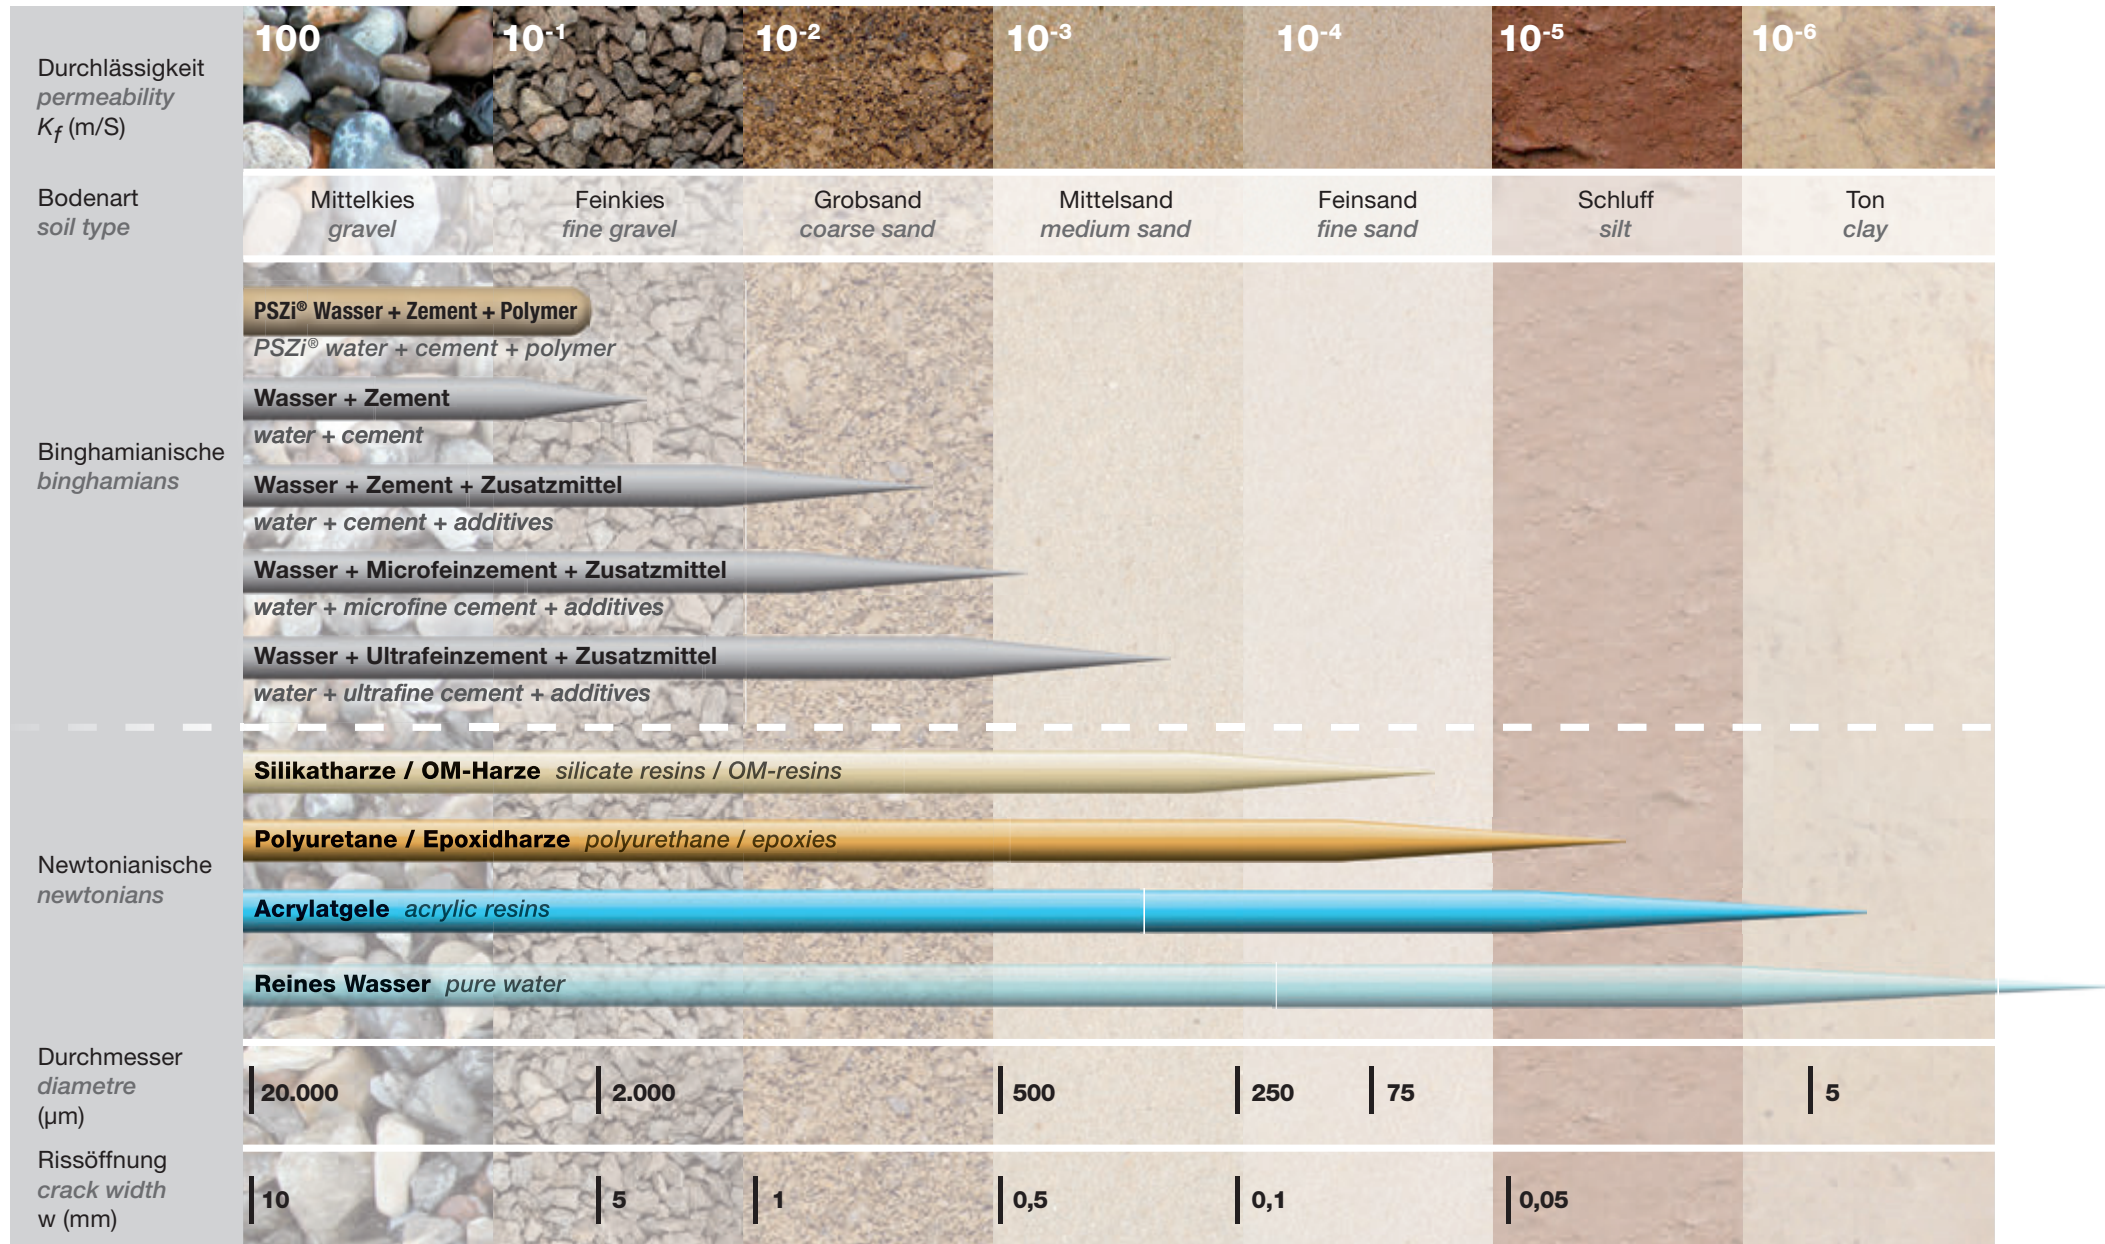 Durchlässigkeit
permeability
Kf (m/S)
100
10-1
10-2
10-3
10-4
10-5
10-6
Bodenart
soil type
Mittelkies
gravel
Feinkies
fine gravel
Grobsand
coarse sand
Mittelsand
medium sand
Feinsand
fine sand
Schluff
silt
Ton
clay
Binghamianische
binghamians
PSZi® Wasser + Zement + Polymer
PSZi® water + cement + polymer
Wasser + Zement
water + cement
Wasser + Zement + Zusatzmittel
water + cement + additives
Wasser + Microfeinzement + Zusatzmittel
water + microfine cement + additives
Wasser + Ultrafeinzement + Zusatzmittel
water + ultrafine cement + additives
Newtonianische
newtonians
Silikatharze / OM-Harze silicate resins / OM-resins
Polyuretane / Epoxidharze polyurethane / epoxies
Acrylatgele acrylic resins
Reines Wasser pure water
Durchmesser
diametre
(µm)
20.000
2.000
500
250
75
5
Rissöffnung
crack width
w (mm)
10
5
1
0,5
0,1
0,05